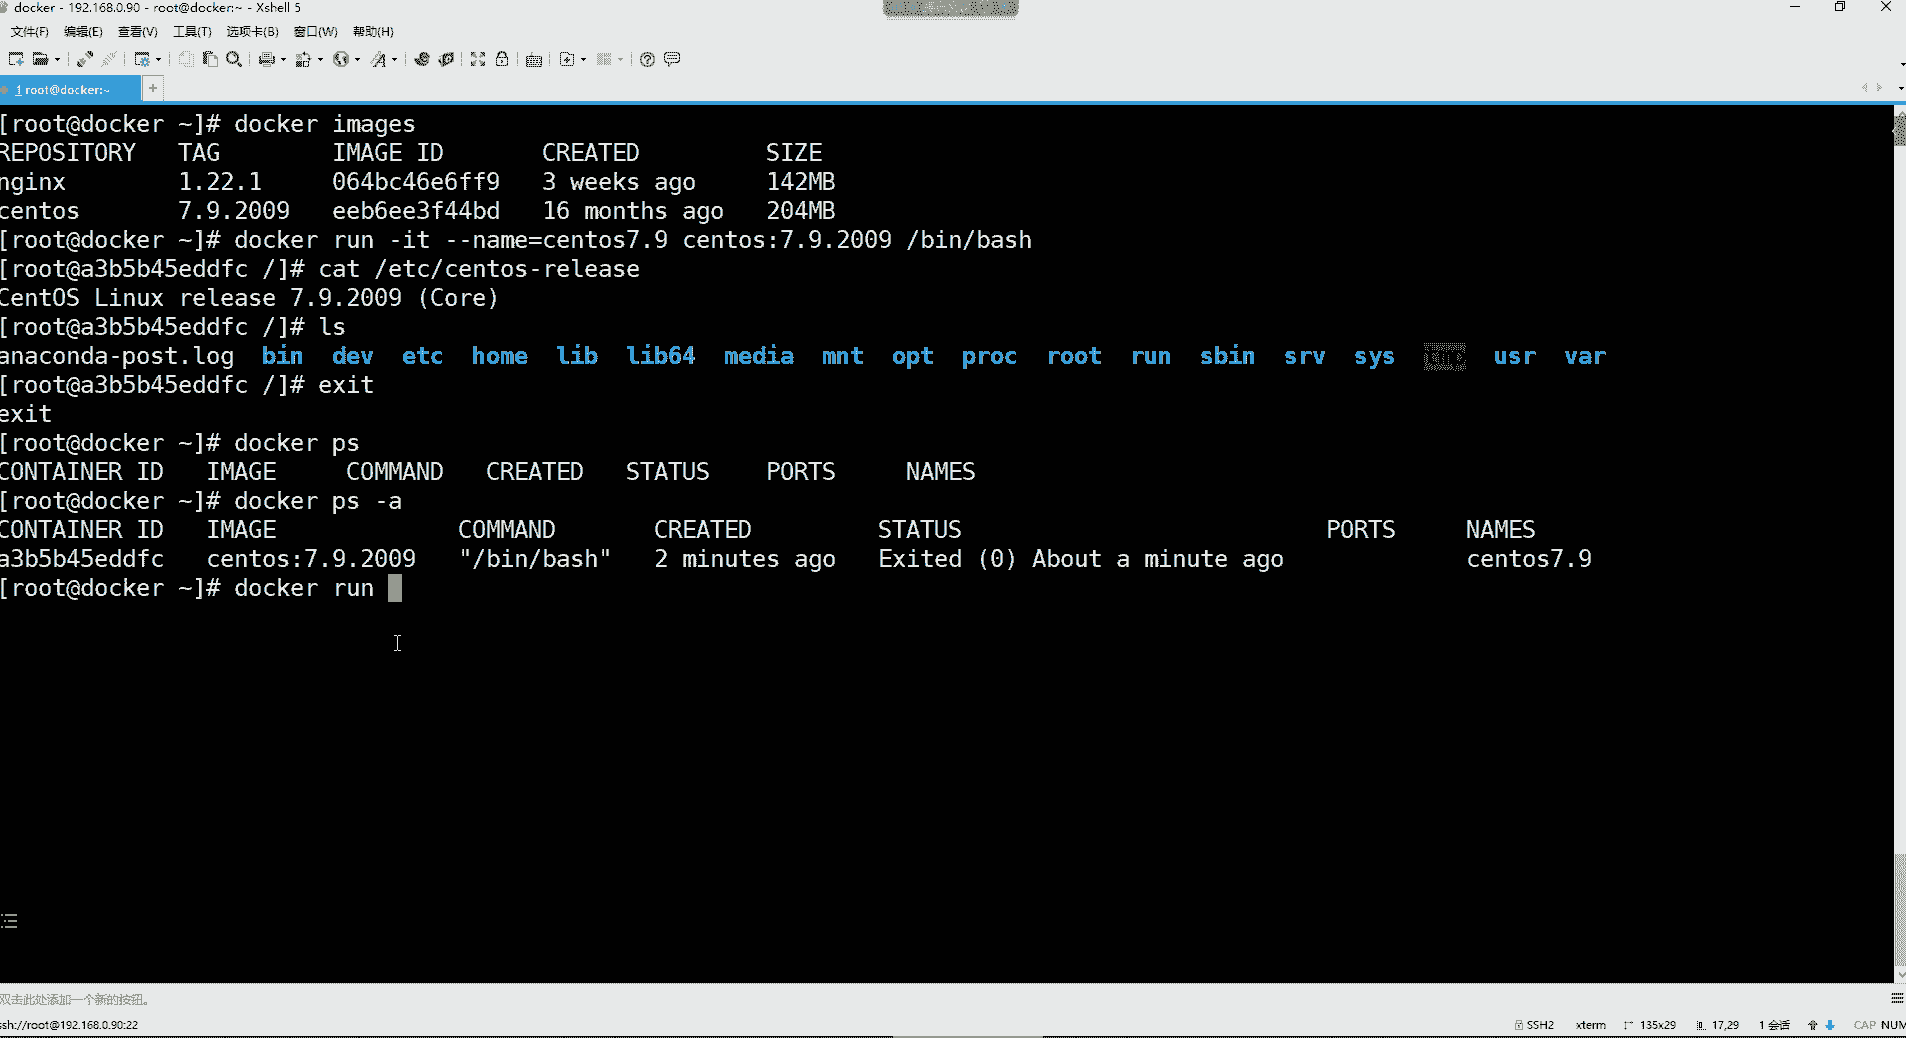 docker - 192.168.0.90 - root@docker:~ - Xshell 5
文件(F) 编辑(E) 查看(V) 工具(T) 选项卡(B) 窗口(W) 帮助(H)
1 root@docker:~ +
[root@docker ~]# docker images
REPOSITORY TAG IMAGE ID CREATED SIZE
nginx 1.22.1 064bc46e6ff9 3 weeks ago 142MB
centos 7.9.2009 eeb6ee3f44bd 16 months ago 204MB
[root@docker ~]# docker run -it --name=centos7.9 centos:7.9.2009 /bin/bash
[root@a3b5b45eddfc /]# cat /etc/centos-release
CentOS Linux release 7.9.2009 (Core)
[root@a3b5b45eddfc /]# ls
anaconda-post.log bin dev etc home lib lib64 media mnt opt proc root run sbin srv sys usr var
[root@a3b5b45eddfc /]# exit
exit
[root@docker ~]# docker ps
CONTAINER ID IMAGE COMMAND CREATED STATUS PORTS NAMES
[root@docker ~]# docker ps -a
CONTAINER ID IMAGE COMMAND CREATED STATUS PORTS NAMES
a3b5b45eddfc centos:7.9.2009 "/bin/bash" 2 minutes ago Exited (0) About a minute ago centos7.9
[root@docker ~]# docker run
双击此处添加一个新的按钮。
ssh://root@192.168.0.90:22 SSH2 xterm 135x29 17,29 1 会话 CAP NUM